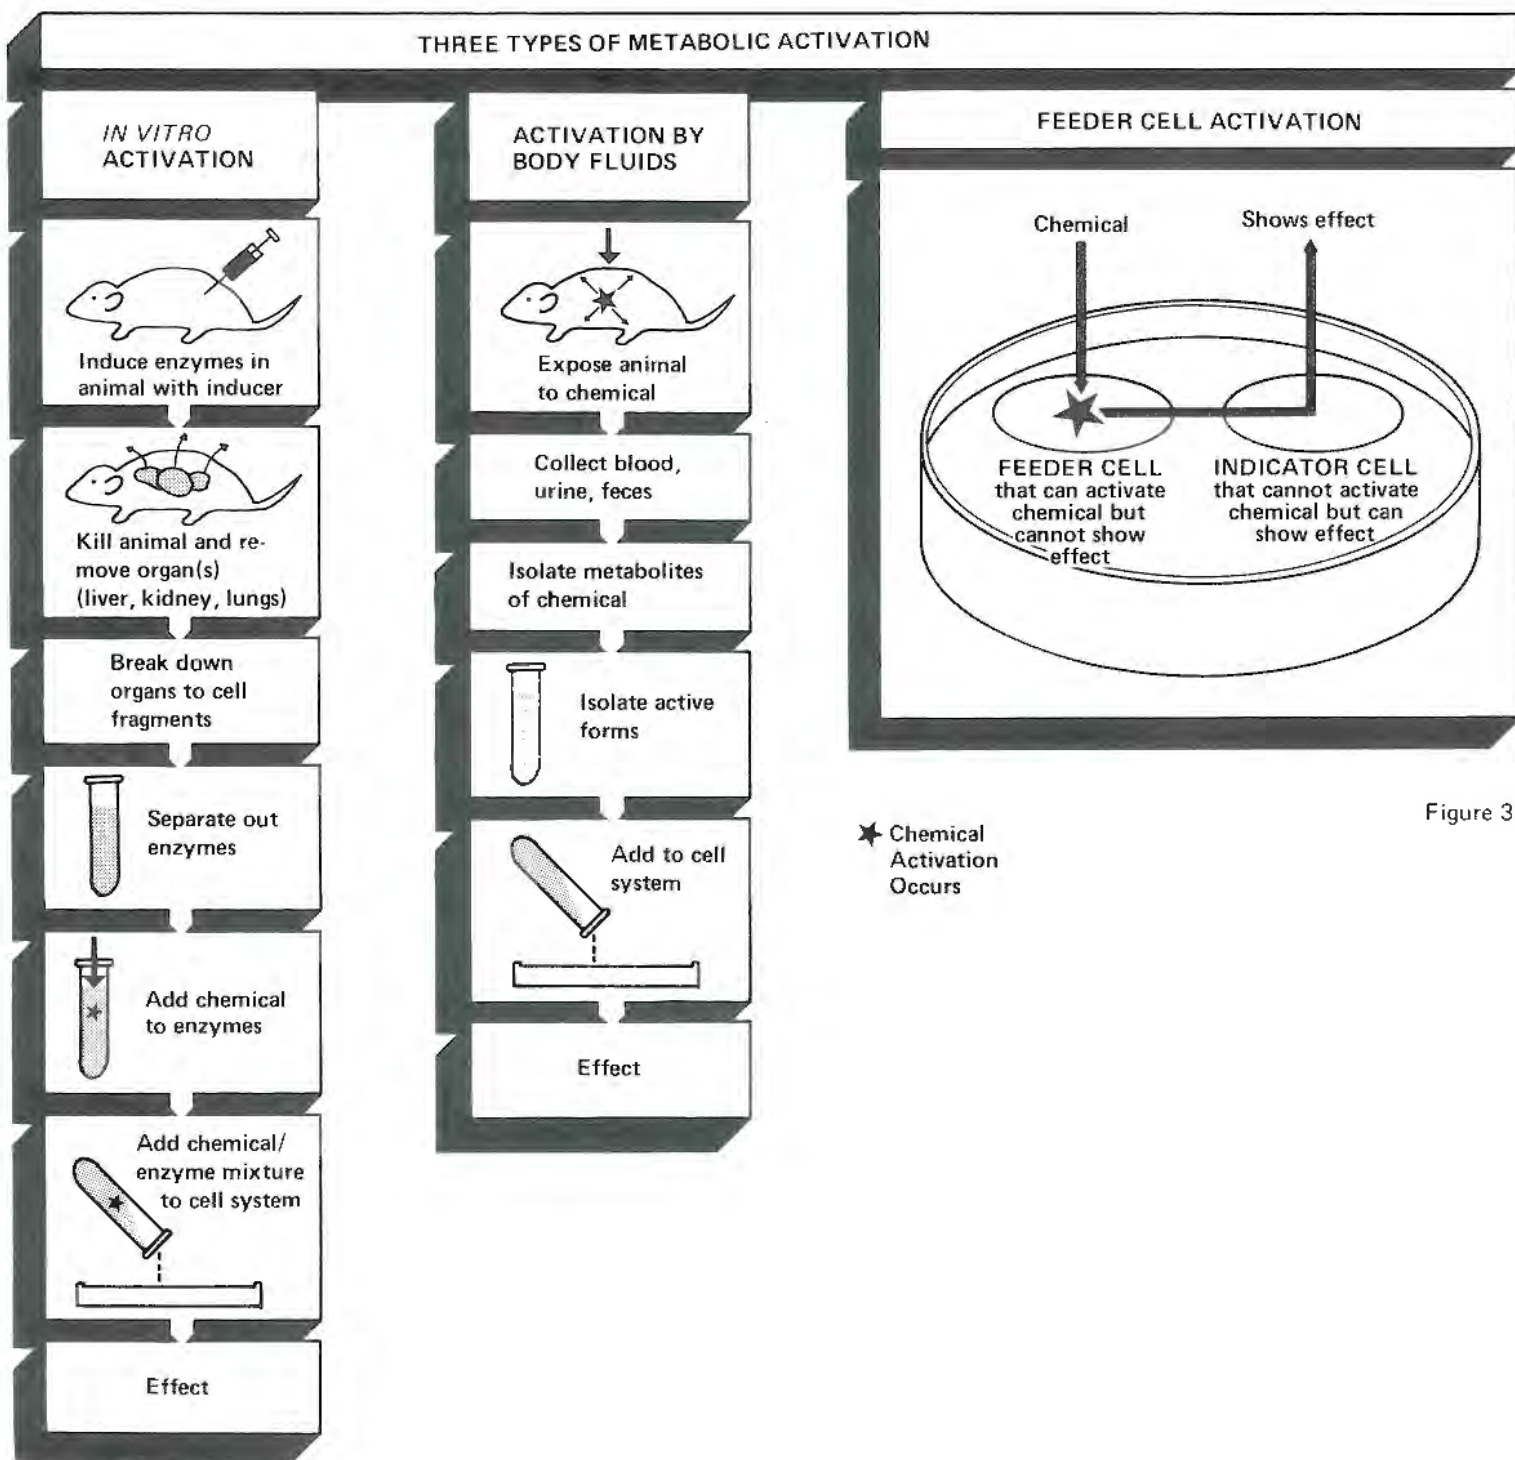 THREE TYPES OF METABOLIC ACTIVATION
IN VITRO
ACTIVATION
Induce enzymes in
animal with inducer
Kill animal and re-
move organ(s)
(liver, kidney, lungs)
Break down
organs to cell
fragments
Separate out
enzymes
Add chemical
to enzymes
Add chemical/
enzyme mixture
to cell system
Effect
ACTIVATION BY
BODY FLUIDS
Expose animal
to chemical
Collect blood,
urine, feces
Isolate metabolites
of chemical
Isolate active
forms
Add to cell
system
Effect
FEEDER CELL ACTIVATION
Chemical
Shows effect
FEEDER CELL
that can activate
chemical but
cannot show
effect
INDICATOR CELL
that cannot activate
chemical but can
show effect
Chemical
Activation
Occurs
Figure 3